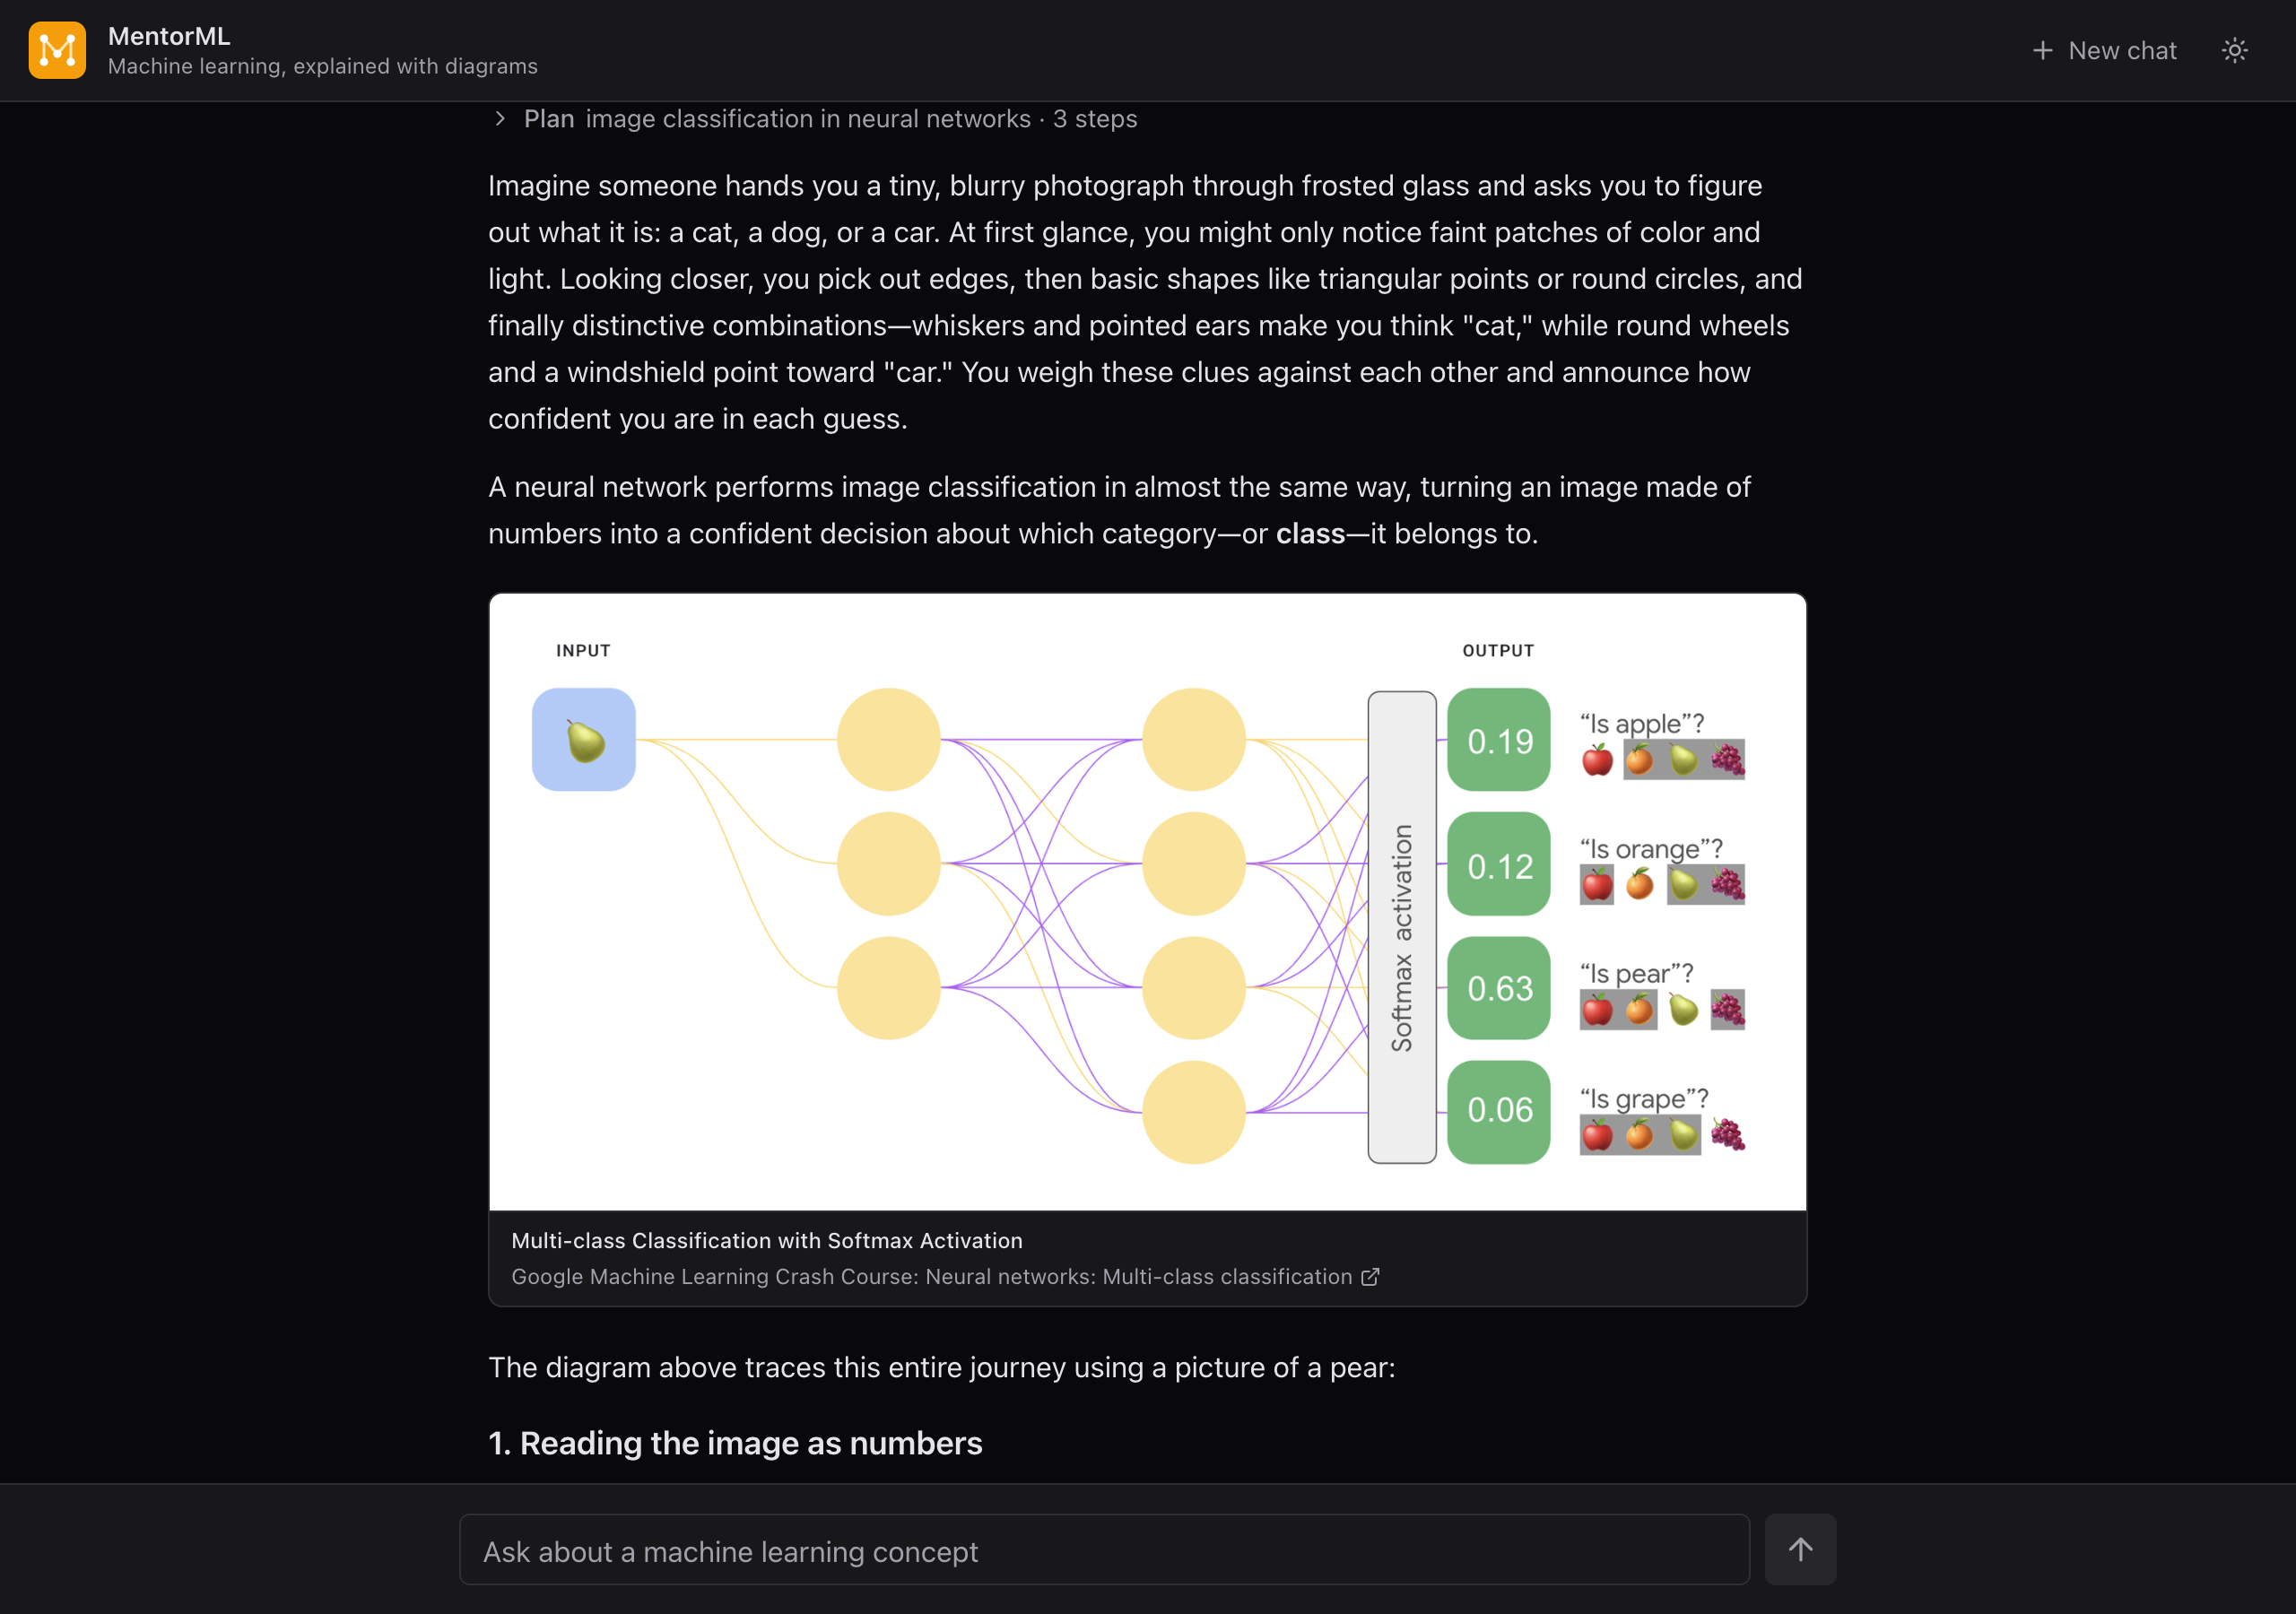 MentorML
Machine learning, explained with diagrams
New chat
Plan image classification in neural networks · 3 steps
Imagine someone hands you a tiny, blurry photograph through frosted glass and asks you to figure
out what it is: a cat, a dog, or a car. At first glance, you might only notice faint patches of color and
light. Looking closer, you pick out edges, then basic shapes like triangular points or round circles, and
finally distinctive combinations—whiskers and pointed ears make you think "cat," while round wheels
and a windshield point toward "car." You weigh these clues against each other and announce how
confident you are in each guess.
A neural network performs image classification in almost the same way, turning an image made of
numbers into a confident decision about which category—or class—it belongs to.
INPUT
OUTPUT
Softmax activation
0.19
“Is apple”?
0.12
“Is orange”?
0.63
“Is pear”?
0.06
“Is grape”?
Multi-class Classification with Softmax Activation
Google Machine Learning Crash Course: Neural networks: Multi-class classification
The diagram above traces this entire journey using a picture of a pear:
1. Reading the image as numbers
Ask about a machine learning concept